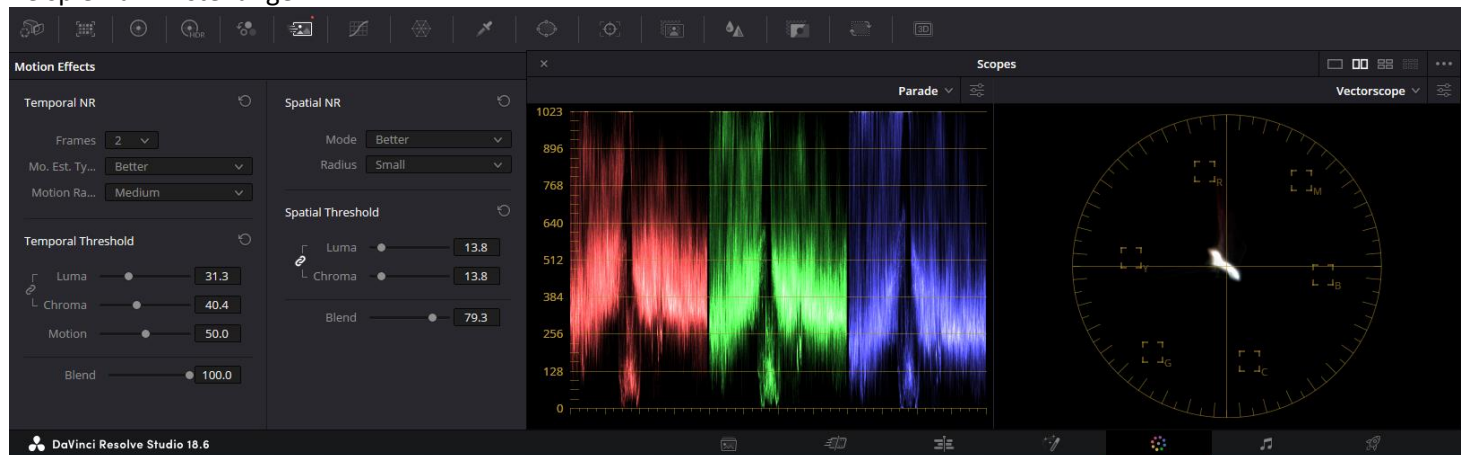 HDR
3D
Motion Effects
Temporal NR
Frames 2
Mo. Est. Ty... Better
Motion Ra... Medium
Temporal Threshold
Luma 31.3
Chroma 40.4
Motion 50.0
Blend 100.0
Spatial NR
Mode Better
Radius Small
Spatial Threshold
Luma 13.8
Chroma 13.8
Blend 79.3
Scopes
Parade
1023
896
768
640
512
384
256
128
0
Vectorscope
R
M
Y
B
G
C
DaVinci Resolve Studio 18.6